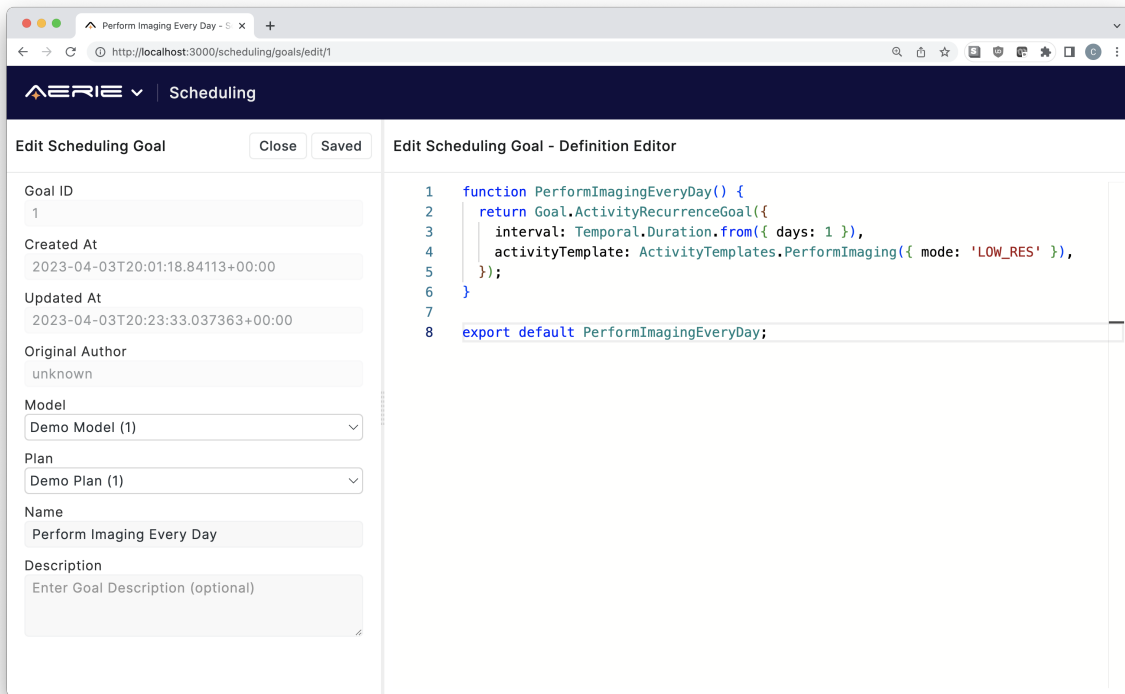 Perform Imaging Every Day - S
http://localhost:3000/scheduling/goals/edit/1
AERIE
Scheduling
Edit Scheduling Goal
Close
Saved
Goal ID
1
Created At
2023-04-03T20:01:18.84113+00:00
Updated At
2023-04-03T20:23:33.037363+00:00
Original Author
unknown
Model
Demo Model (1)
Plan
Demo Plan (1)
Name
Perform Imaging Every Day
Description
Enter Goal Description (optional)
Edit Scheduling Goal - Definition Editor
1 function PerformImagingEveryDay() {
2 return Goal.ActivityRecurrenceGoal({
3 interval: Temporal.Duration.from({ days: 1 }),
4 activityTemplate: ActivityTemplates.PerformImaging({ mode: 'LOW_RES' }),
5 });
6 }
7
8 export default PerformImagingEveryDay;
S
C